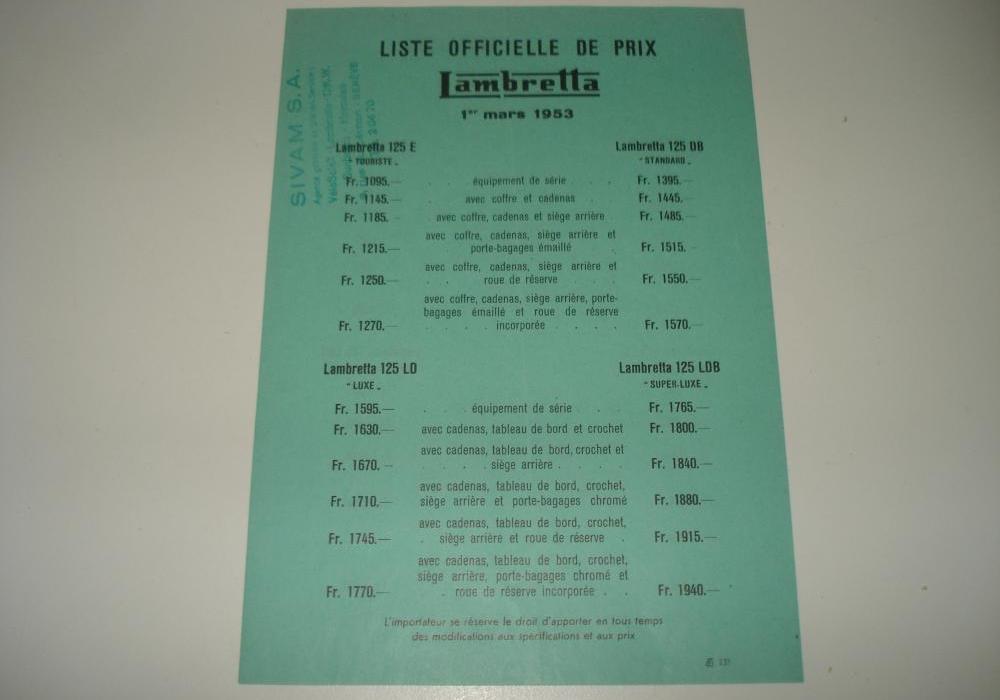 LISTE OFFICIELLE DE PRIX
Lambretta
1er mars 1953
SIVAM S.A.
Lambretta 125 E Lambretta 125 DB
" TOURISTE „ " STANDARD „
Fr. 1095.— . . équipement de série . . . Fr. 1395.—
Fr. 1145.— . . avec coffre et cadenas . Fr. 1445.—
Fr. 1185. — . avec coffre, cadenas et siège arrière Fr. 1485.—
avec coffre, cadenas, siège arrière et
Fr. 1215.— . . . porte-bagages émaillé . Fr. 1515. —
avec coffre, cadenas, siège arrière et
Fr. 1250.— . . . roue de réserve . . . Fr. 1550.—
avec coffre, cadenas, siège arrière, porte-
bagages émaillé et roue de réserve
Fr. 1270.— . . . . incorporée . . . . Fr. 1570.—
Lambretta 125 LD Lambretta 125 LDB
" LUXE „ " SUPER-LUXE „
Fr. 1595.— . . . équipement de série . . . Fr. 1765.—
Fr. 1630.— avec cadenas, tableau de bord et crochet Fr. 1800.—
avec cadenas, tableau de bord, crochet et
Fr. 1670. — . . . . siège arrière . . . . Fr. 1840.—
avec cadenas, tableau de bord, crochet,
Fr. 1710.— siège arrière et porte-bagages chromé Fr. 1880.—
avec cadenas, tableau de bord, crochet,
Fr. 1745.— . siège arrière et roue de réserve . Fr. 1915.—
avec cadenas, tableau de bord, crochet,
siège arrière, porte-bagages chromé et
Fr. 1770.— . roue de réserve incorporée . . Fr. 1940.—
L'importateur se réserve le droit d'apporter en tous temps
des modifications aux spécifications et aux prix